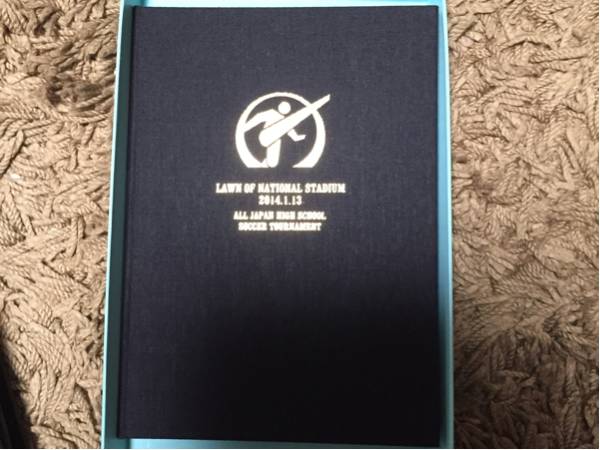 LAWN OF NATIONAL STADIUM
2014.1.13
ALL JAPAN HIGH SCHOOL
SOCCER TOURNAMENT